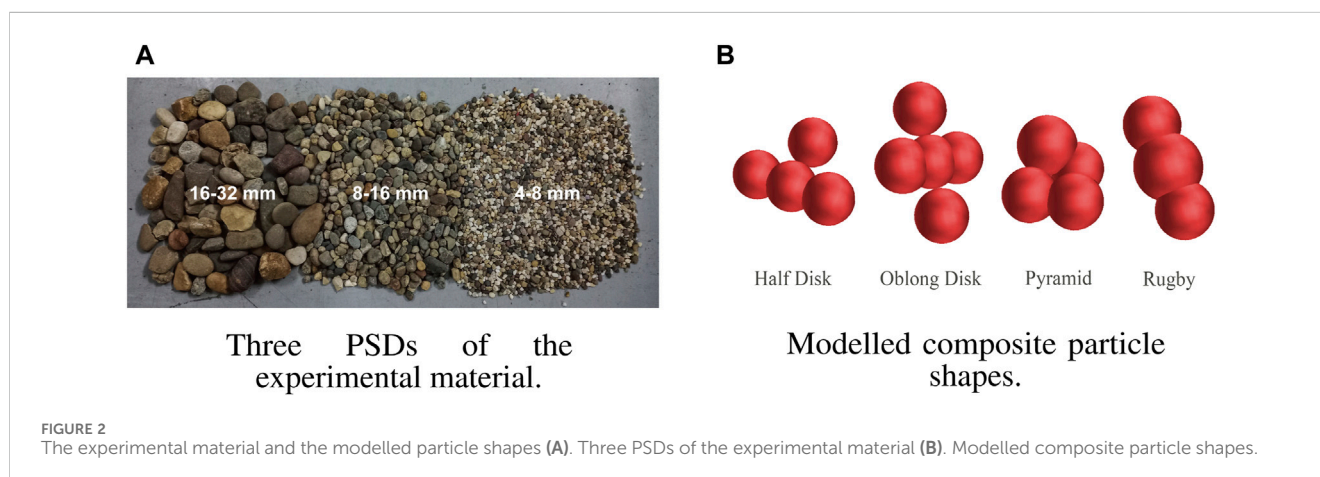 A
B
16-32 mm
8-16 mm
4-8 mm
Half Disk
Oblong Disk
Pyramid
Rugby
Three PSDs of the
experimental material.
Modelled composite particle
shapes.
FIGURE 2
The experimental material and the modelled particle shapes (A). Three PSDs of the experimental material (B). Modelled composite particle shapes.